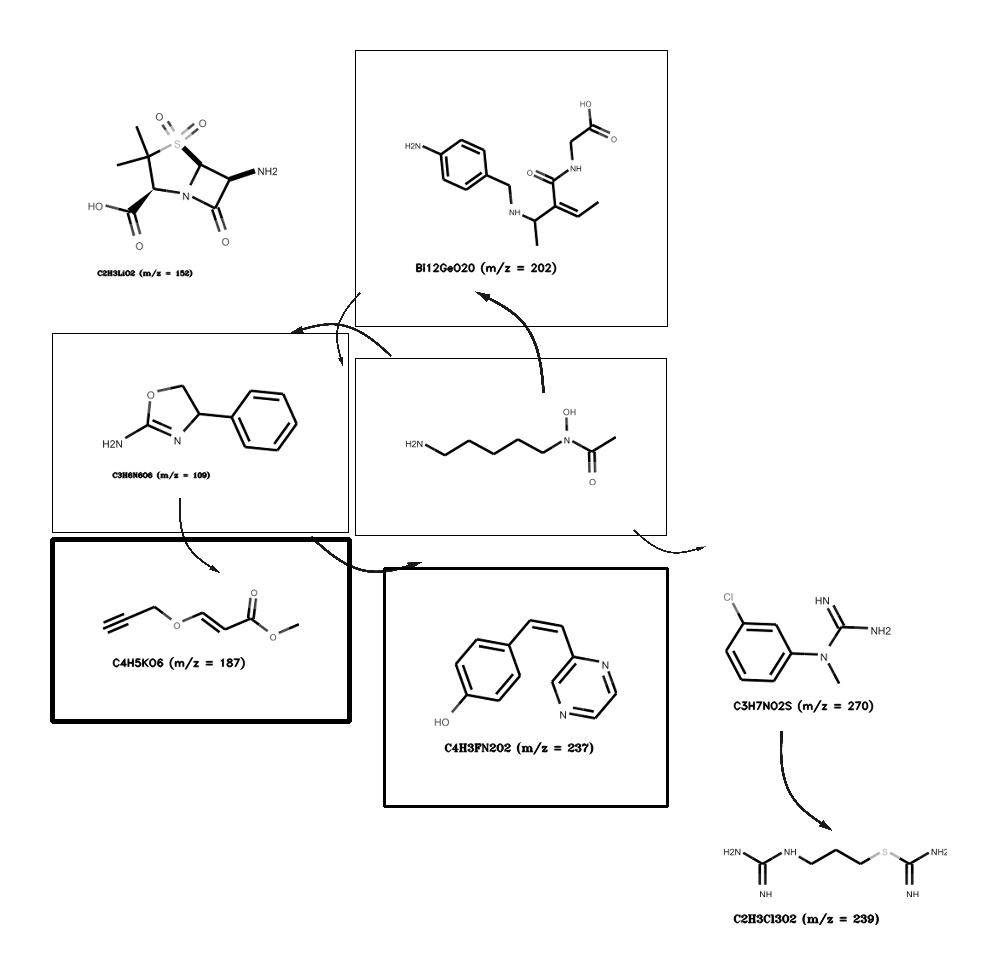 HO
O
O
O
S
NH2
H2N
O
NH
N
HO
O
O
NH
C2H3LiO2 (m/z = 152)
Bi12GeO20 (m/z = 202)
O
OH
H2N
N
H2N
N
O
C3H6N6O6 (m/z = 109)
O
O
O
Cl
HN
NH2
N
N
C4H5KO6 (m/z = 187)
N
HO
C3H7NO2S (m/z = 270)
C4H3FN2O2 (m/z = 237)
H2N
NH
S
NH2
NH
NH
C2H3Cl3O2 (m/z = 239)